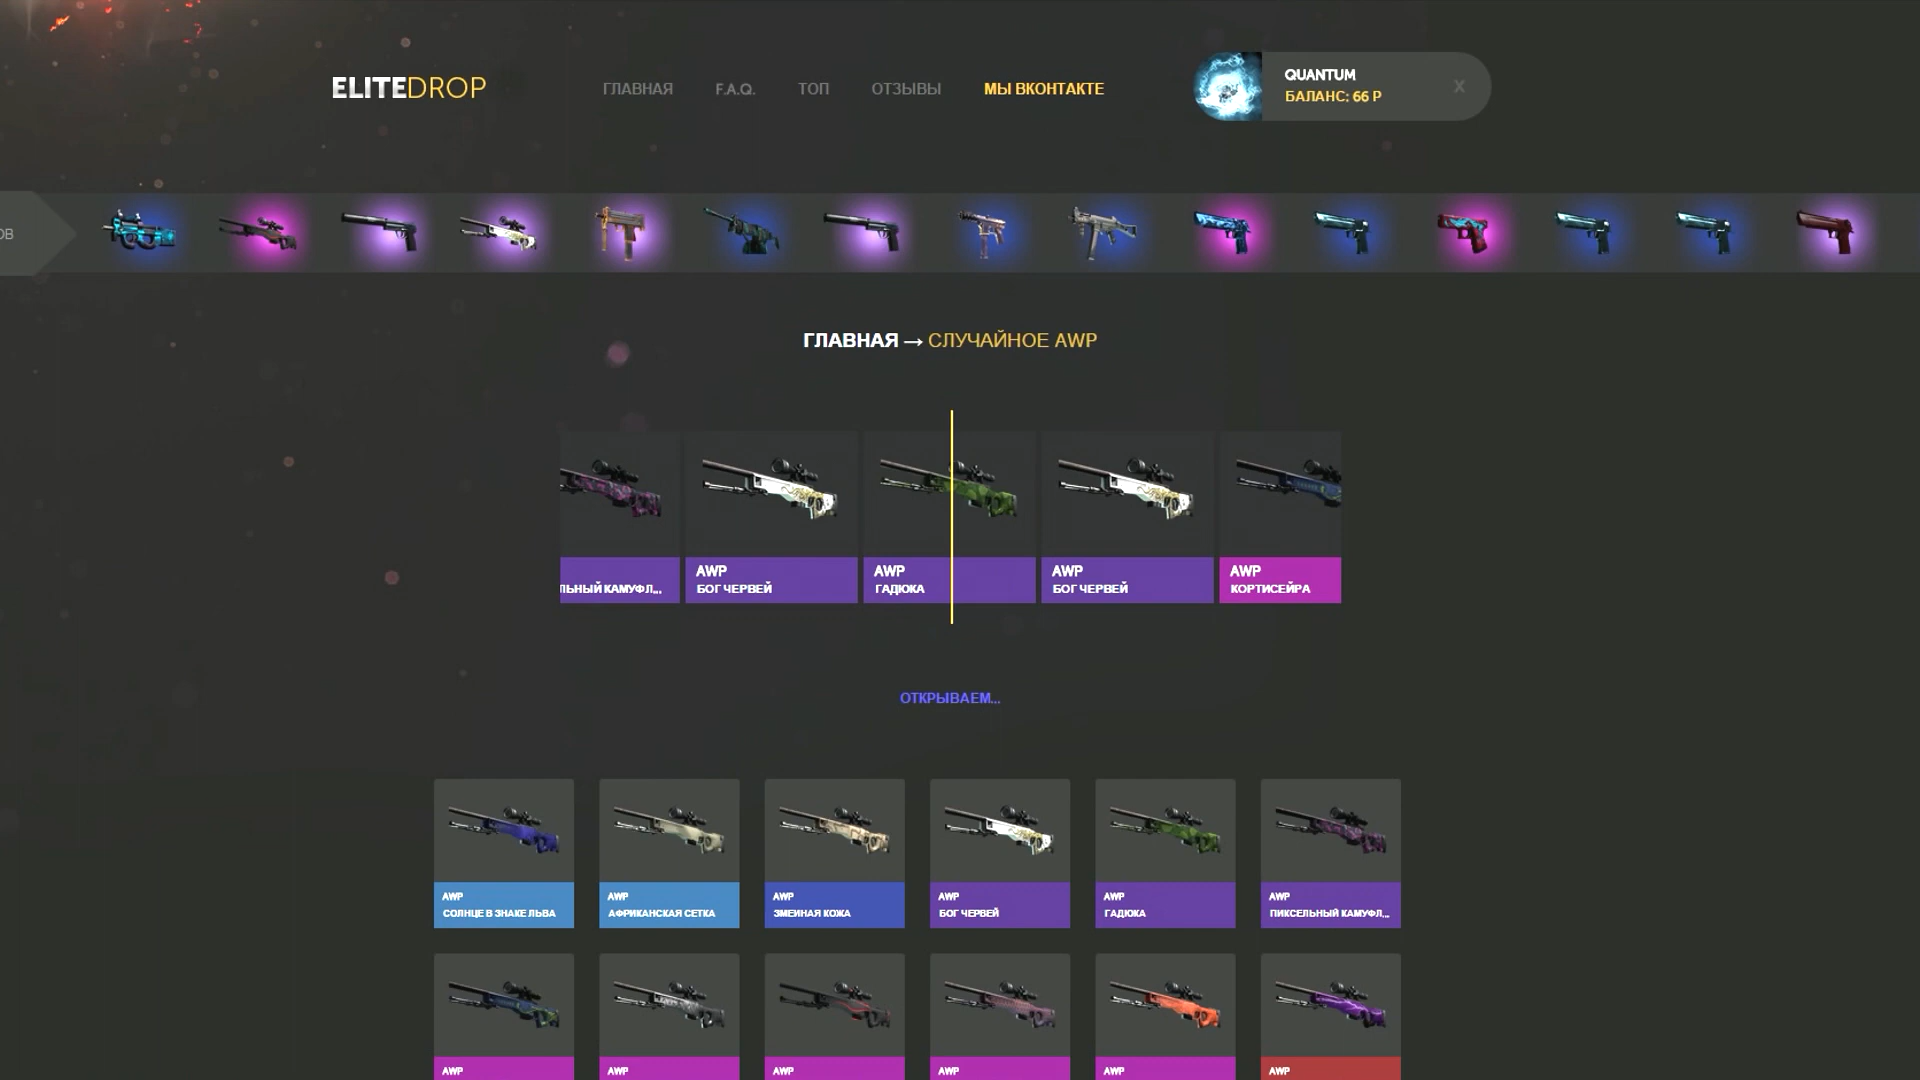 ELITEDROP
ГЛАВНАЯ
F.A.Q.
ТОП
ОТЗЫВЫ
МЫ ВКОНТАКТЕ
QUANTUM
БАЛАНС: 66 Р
X
ОВ
ГЛАВНАЯ → СЛУЧАЙНОЕ AWP
ЛЬНЫЙ КАМУФЛ...
AWP
БОГ ЧЕРВЕЙ
AWP
ГАДЮКА
AWP
БОГ ЧЕРВЕЙ
AWP
КОРТИСЕЙРА
ОТКРЫВАЕМ...
AWP
СОЛНЦЕ В ЗНАКЕ ЛЬВА
AWP
АФРИКАНСКАЯ СЕТКА
AWP
ЗМЕИНАЯ КОЖА
AWP
БОГ ЧЕРВЕЙ
AWP
ГАДЮКА
AWP
ПИКСЕЛЬНЫЙ КАМУФЛ...
AWP
AWP
AWP
AWP
AWP
AWP